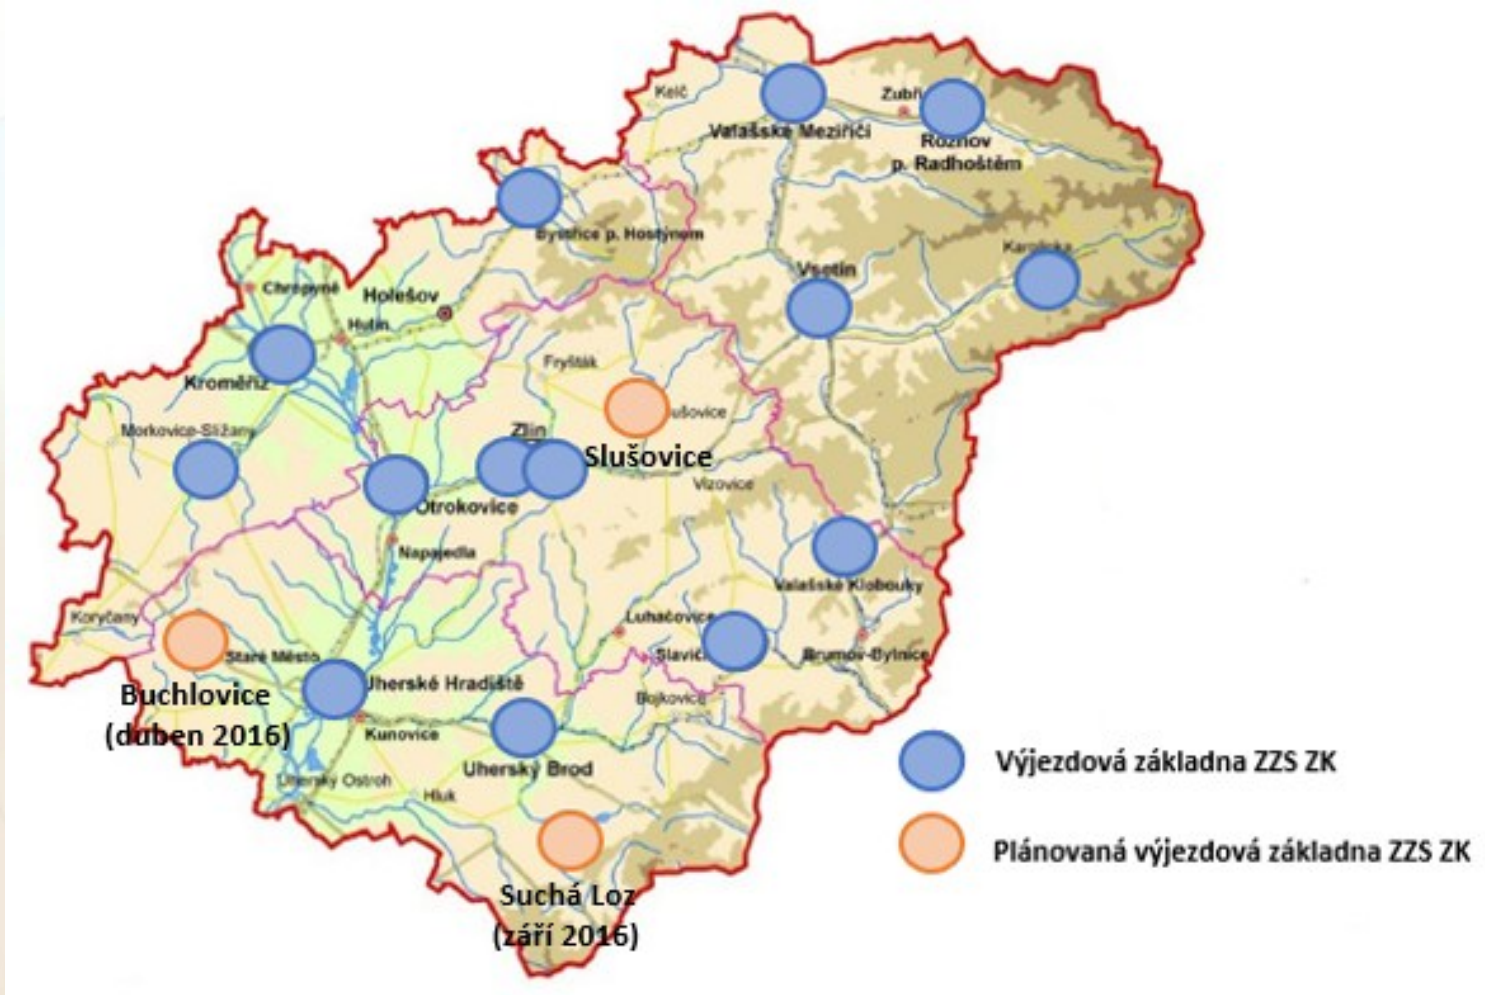 Kelč
Zubří
Valašské Meziříčí
Rožnov
p. Radhoštěm
Bystřice p. Hostýnem
Karolinka
Vsetín
Chropyně
Holešov
Hulín
Fryšták
Kroměříž
ušovice
Morkovice-Slížany
Zlín
Slušovice
Vizovice
Otrokovice
Napajedla
Valašské Klobouky
Koryčany
Luhačovice
Staré Město
Slavič
Brumov-Bylnice
Buchlovice
(duben 2016)
Uherské Hradiště
Bojkovice
Kunovice
Uherský Brod
Uherský Ostroh
Hluk
Suchá Loz
(září 2016)
Výjezdová základna ZZS ZK
Plánovaná výjezdová základna ZZS ZK